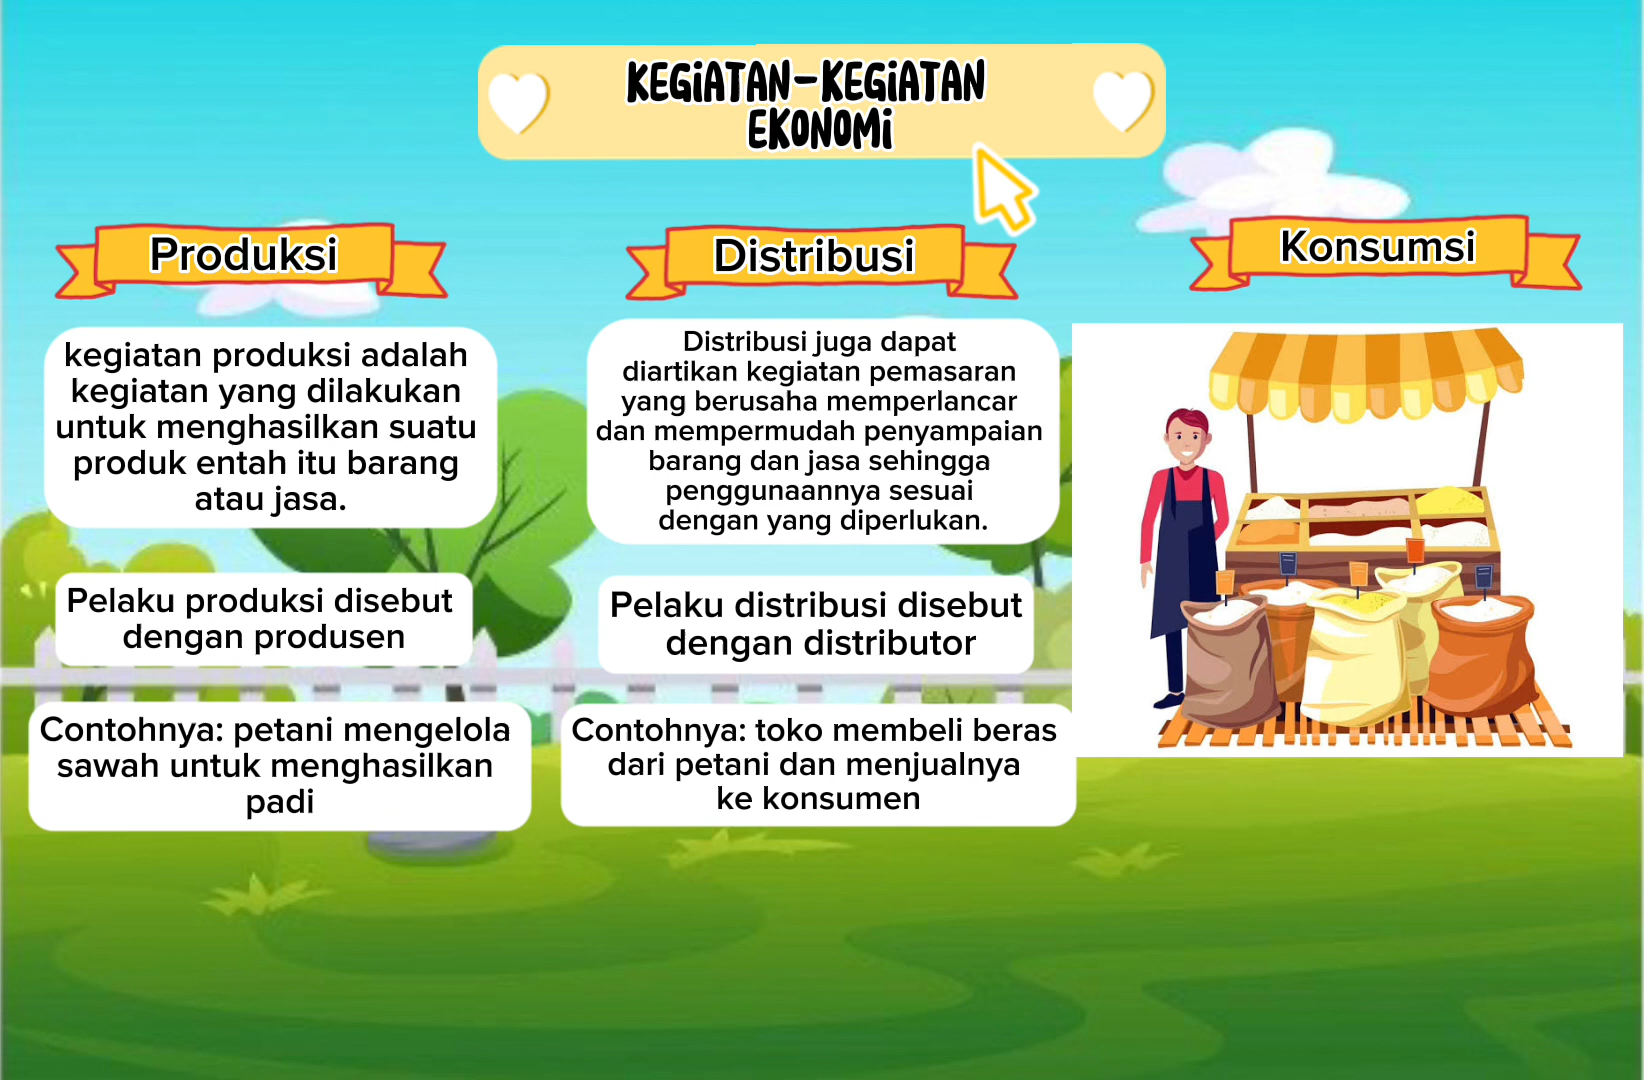 KEGiATAN-KEGiATAN
EKONOMi
Produksi
kegiatan produksi adalah
kegiatan yang dilakukan
untuk menghasilkan suatu
produk entah itu barang
atau jasa.
Pelaku produksi disebut
dengan produsen
Contohnya: petani mengelola
sawah untuk menghasilkan
padi
Distribusi
Distribusi juga dapat
diartikan kegiatan pemasaran
yang berusaha memperlancar
dan mempermudah penyampaian
barang dan jasa sehingga
penggunaannya sesuai
dengan yang diperlukan.
Pelaku distribusi disebut
dengan distributor
Contohnya: toko membeli beras
dari petani dan menjualnya
ke konsumen
Konsumsi